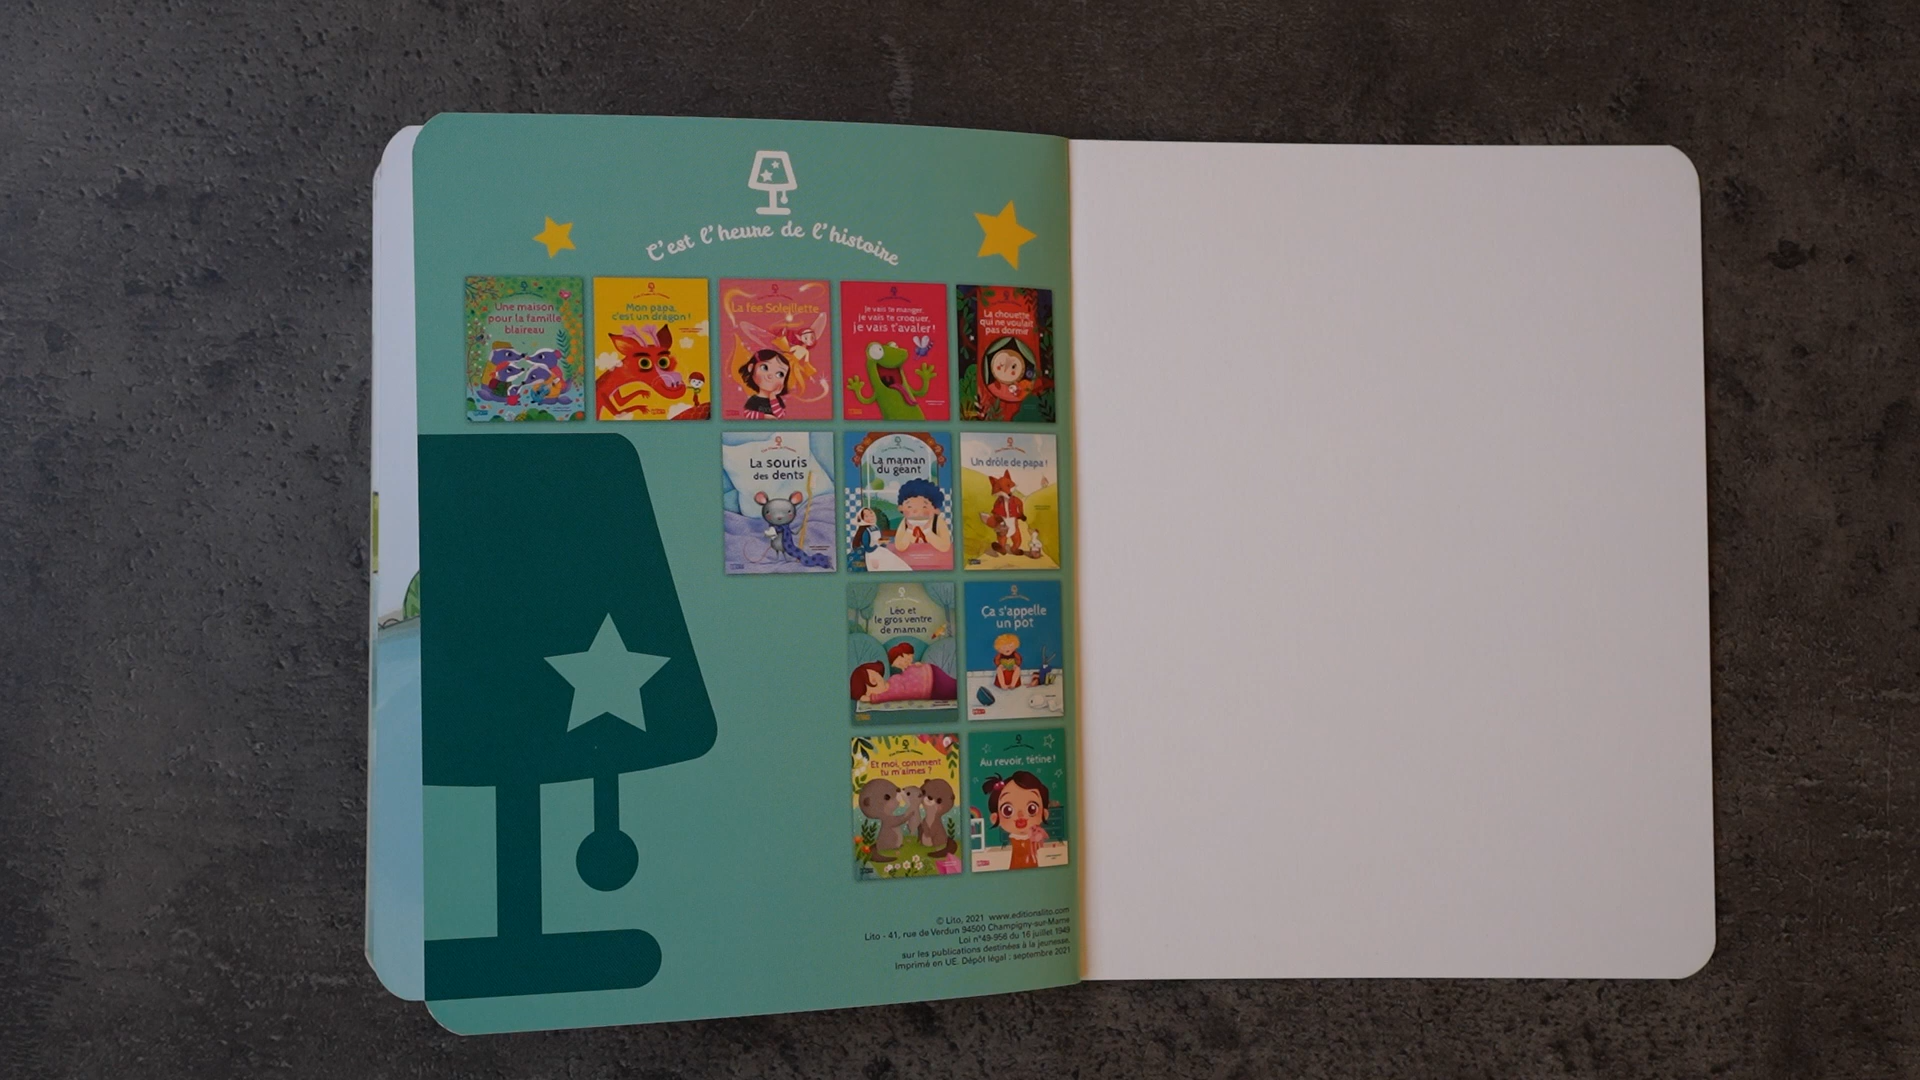 C'est l'heure de l'histoire
Une maison
pour la famille
blaireau
Mon papa,
c'est un dragon !
La fée Soleillette
Je vais te manger,
je vais te croquer,
je vais t'avaler !
La chouette
qui ne voulait
pas dormir
La souris
des dents
La maman
du géant
Un drôle de papa !
Léo et
le gros ventre
de maman
Ça s'appelle
un pot
Et moi, comment
tu m'aimes ?
Au revoir, tétine !
© Lito, 2021 www.editionslito.com
Lito - 41, rue de Verdun 94500 Champigny-sur-Marne
Loi n°49-956 du 16 juillet 1949
sur les publications destinées à la jeunesse.
Imprimé en UE. Dépôt légal : septembre 2021